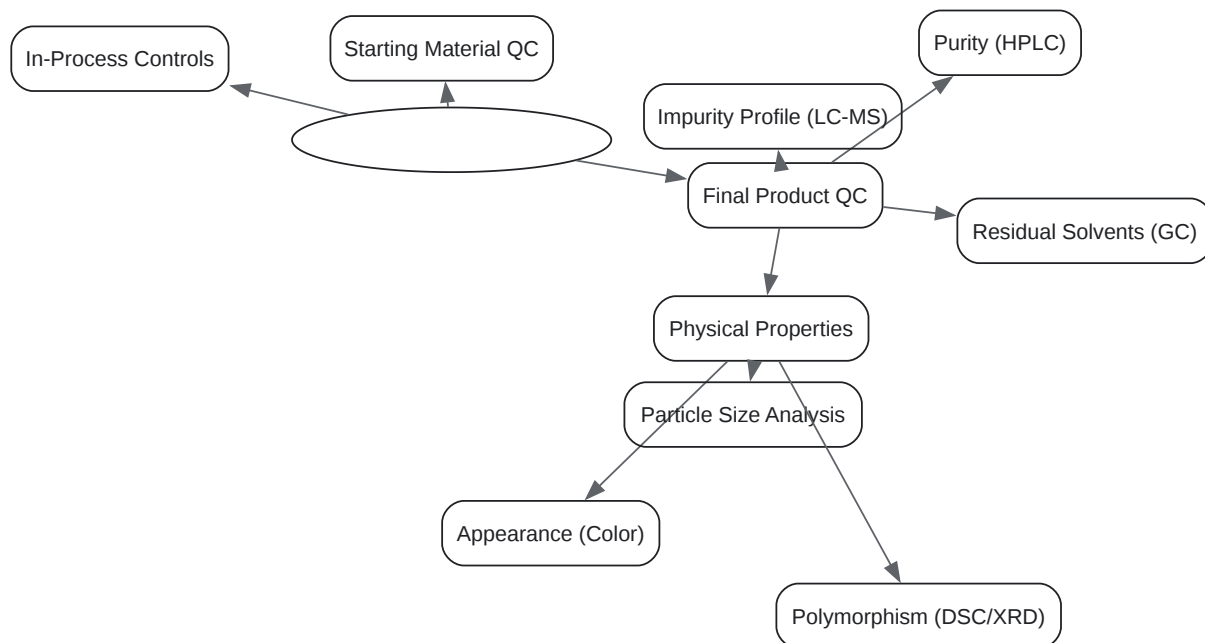 In-Process Controls
Starting Material QC
Purity (HPLC)
Impurity Profile (LC-MS)
Final Product QC
Residual Solvents (GC)
Physical Properties
Particle Size Analysis
Appearance (Color)
Polymorphism (DSC/XRD)